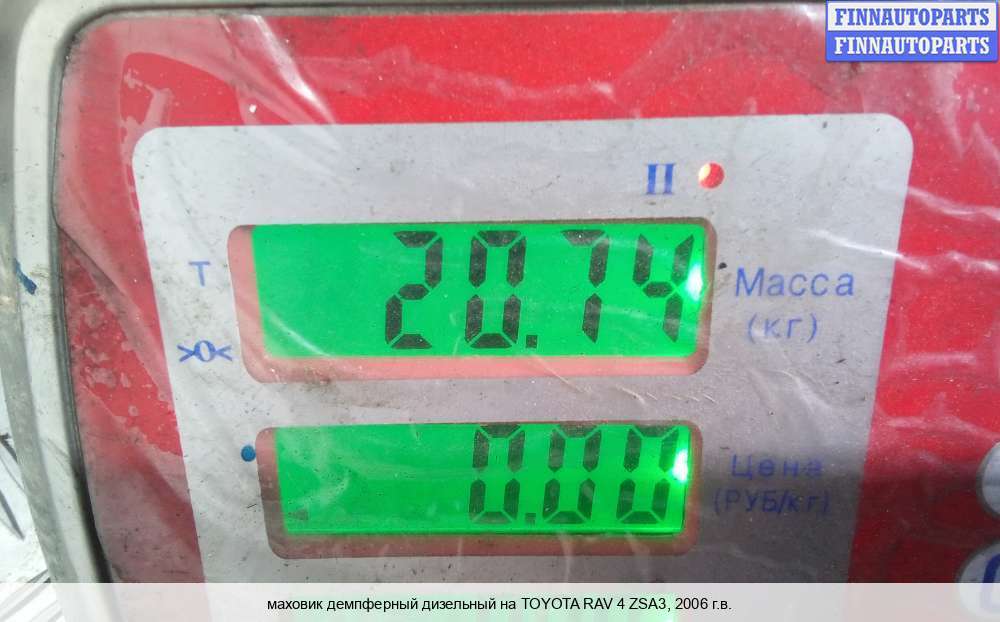 FINNAUTOPARTS
FINNAUTOPARTS
II
T
20.74
Масса
(кг)
>0<
0.00
Цена
(РУБ/кг)
маховик демпферный дизельный на TOYOTA RAV 4 ZSA3, 2006 г.в.